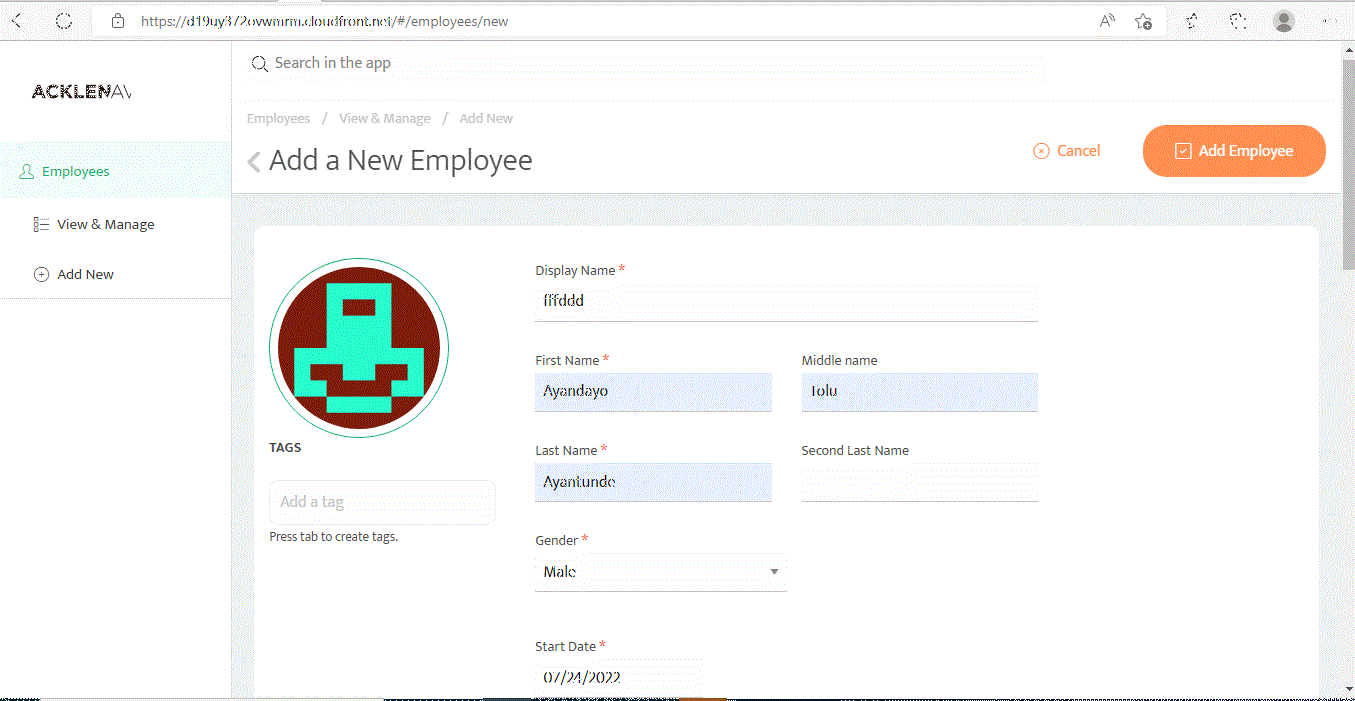 https://d19uy372ovwmrm.cloudfront.net/#/employees/new
Search in the app
ACKLENAV
Employees / View & Manage / Add New
Add a New Employee
Cancel
Add Employee
Employees
View & Manage
Add New
Display Name *
fffddd
First Name *
Middle name
Ayandayo
Tolu
TAGS
Last Name *
Second Last Name
Ayantunde
Add a tag
Press tab to create tags.
Gender *
Male
Start Date *
07/24/2022